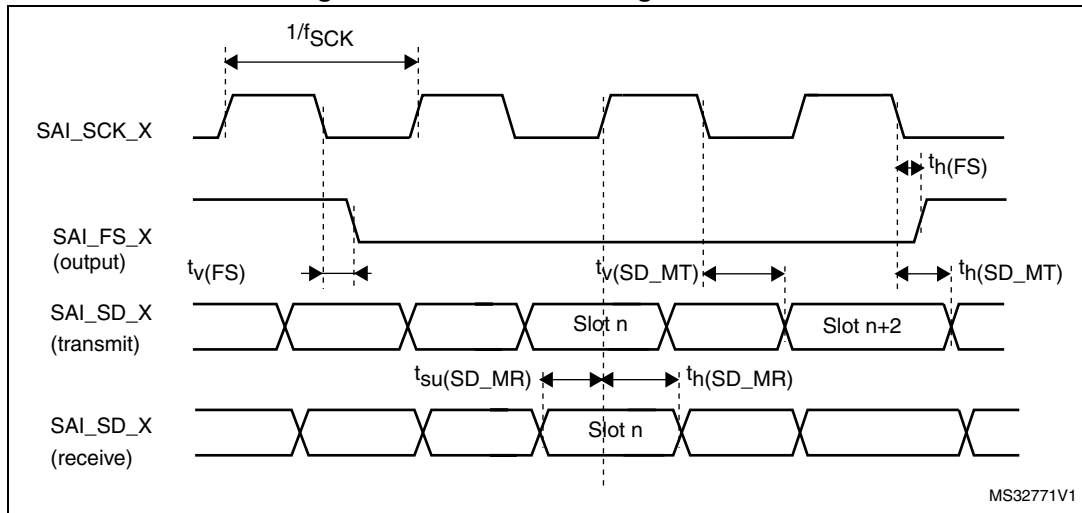 1/fSCK
SAI_SCK_X
th(FS)
SAI_FS_X
(output)
tv(FS)
tv(SD_MT)
th(SD_MT)
SAI_SD_X
(transmit)
Slot n
Slot n+2
tsu(SD_MR)
th(SD_MR)
SAI_SD_X
(receive)
Slot n
MS32771V1